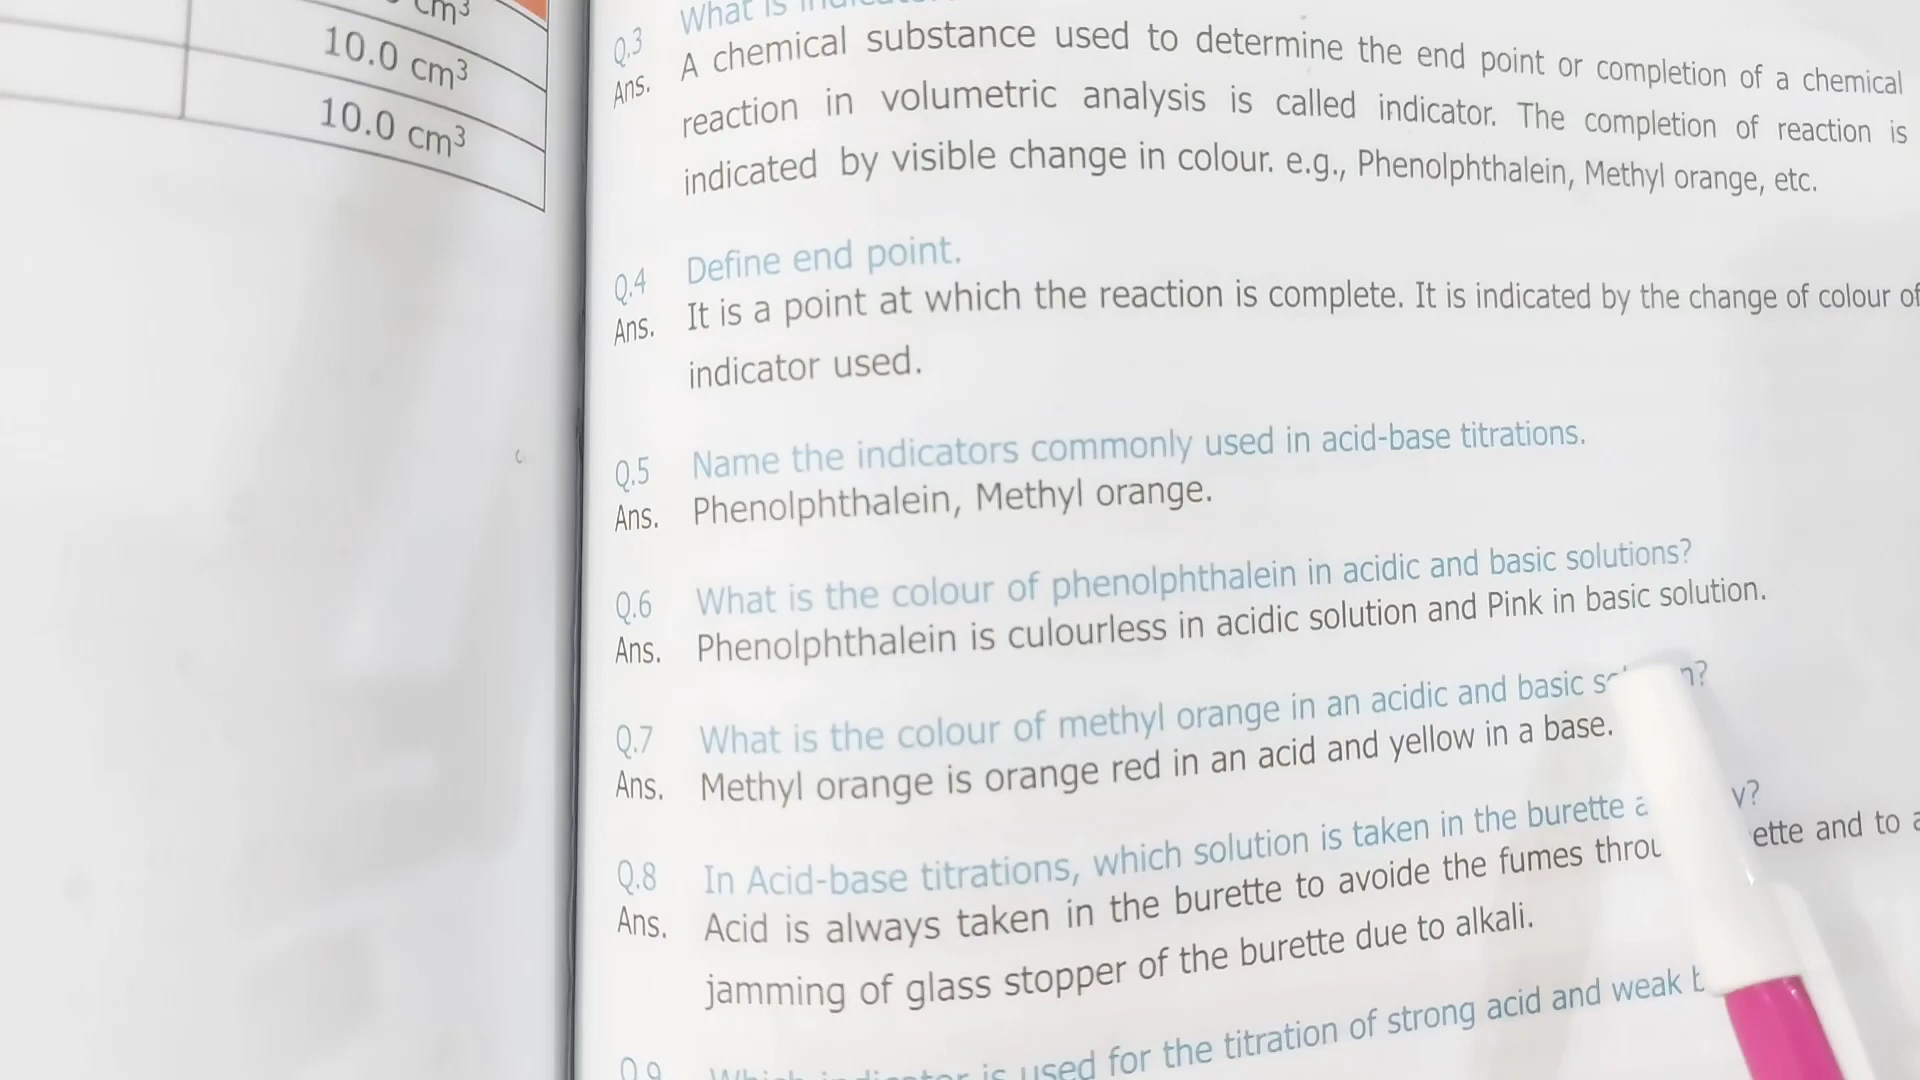 cm³
10.0 cm³
10.0 cm³
Q.3 What is
Ans. A chemical substance used to determine the end point or completion of a chemical
reaction in volumetric analysis is called indicator. The completion of reaction is
indicated by visible change in colour. e.g., Phenolphthalein, Methyl orange, etc.
Q.4 Define end point.
Ans. It is a point at which the reaction is complete. It is indicated by the change of colour of
indicator used.
Q.5 Name the indicators commonly used in acid-base titrations.
Ans. Phenolphthalein, Methyl orange.
Q.6 What is the colour of phenolphthalein in acidic and basic solutions?
Ans. Phenolphthalein is culourless in acidic solution and Pink in basic solution.
Q.7 What is the colour of methyl orange in an acidic and basic
Ans. Methyl orange is orange red in an acid and yellow in a base.
Q.8 In Acid-base titrations, which solution is taken in the burette
Ans. Acid is always taken in the burette to avoide the fumes and to
jamming of glass stopper of the burette due to alkali.
Q.9 is used for the titration of strong acid and weak